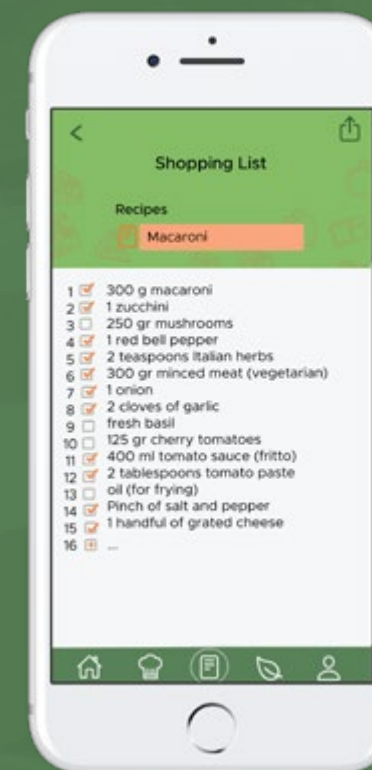 Shopping List
Recipes
Macaroni
1 300 g macaroni
2 1 zucchini
3 250 gr mushrooms
4 1 red bell pepper
5 2 teaspoons Italian herbs
6 300 gr minced meat (vegetarian)
7 1 onion
8 2 cloves of garlic
9 fresh basil
10 125 gr cherry tomatoes
11 400 ml tomato sauce (fritto)
12 2 tablespoons tomato paste
13 oil (for frying)
14 Pinch of salt and pepper
15 1 handful of grated cheese
16 ...